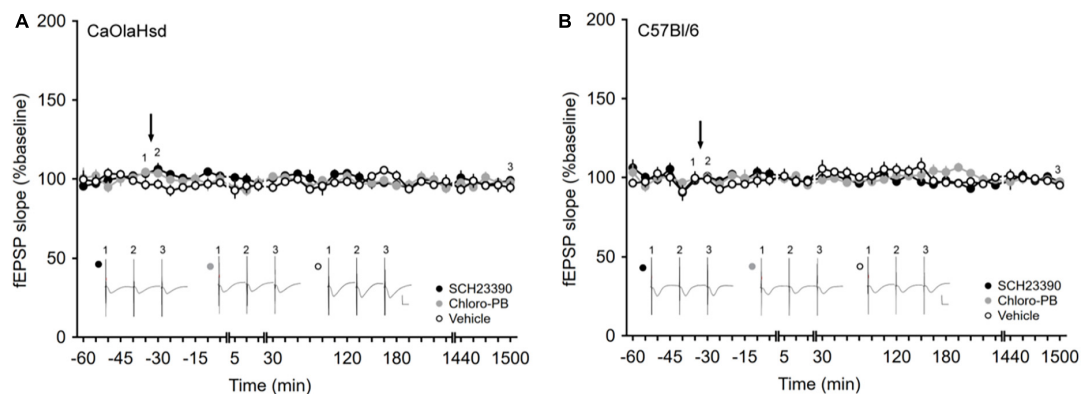 A
CaOlaHsd
fEPSP slope (%baseline)
200
150
100
50
0
1 2 3
1 2 3
1 2 3
1 2 3
SCH23390
Chloro-PB
Vehicle
-60 -45 -30 -15 5 30 120 180 1440 1500
Time (min)
B
C57Bl/6
fEPSP slope (%baseline)
200
150
100
50
0
1 2 3
1 2 3
1 2 3
1 2 3
SCH23390
Chloro-PB
Vehicle
-60 -45 -30 -15 5 30 120 180 1440 1500
Time (min)